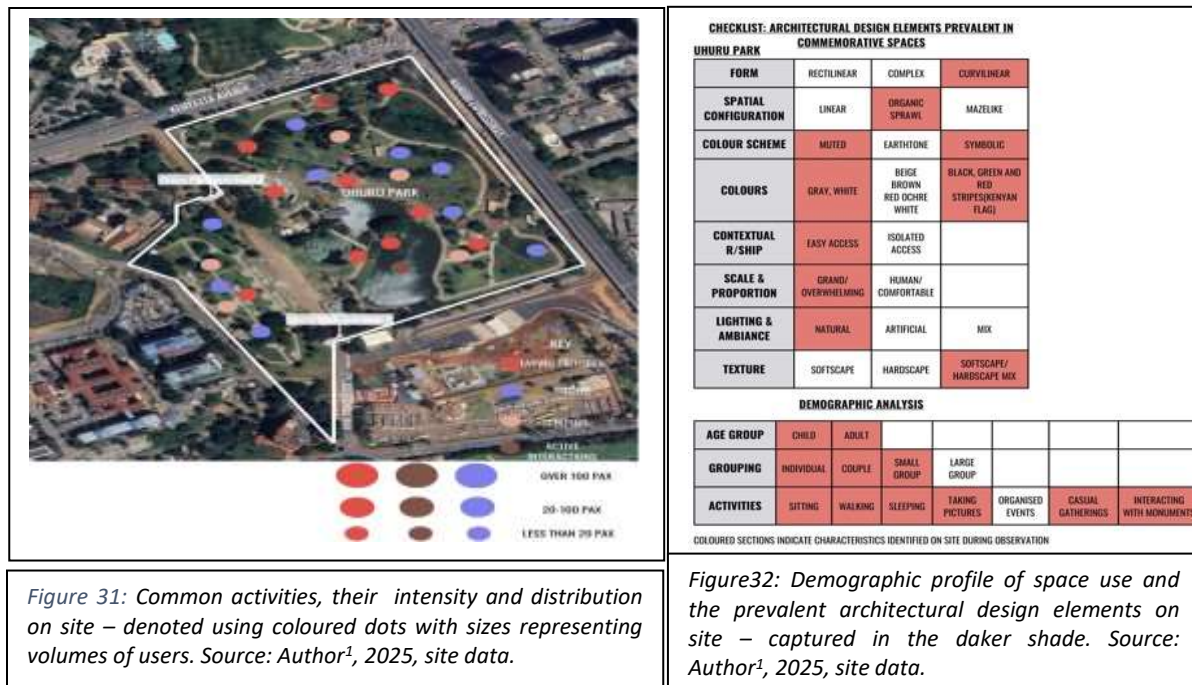 KENYATTA AVENUE
UHURU PARK
KEY
ACTIVE
INTERACTIONS
OVER 100 PAX
20-100 PAX
LESS THAN 20 PAX
Figure 31: Common activities, their intensity and distribution
on site – denoted using coloured dots with sizes representing
volumes of users. Source: Author1, 2025, site data.
CHECKLIST: ARCHITECTURAL DESIGN ELEMENTS PREVALENT IN
COMMEMORATIVE SPACES
UHURU PARK
FORM RECTILINEAR COMPLEX CURVILINEAR
SPATIAL
CONFIGURATION LINEAR ORGANIC
SPRAWL MAZELIKE
COLOUR SCHEME MUTED EARTHTONE SYMBOLIC
COLOURS GRAY, WHITE BEIGE
BROWN
RED OCHRE
WHITE BLACK, GREEN AND
RED
STRIPES(KENYAN
FLAG)
CONTEXTUAL
R/SHIP EASY ACCESS ISOLATED
ACCESS
SCALE &
PROPORTION GRAND/
OVERWHELMING HUMAN/
COMFORTABLE
LIGHTING &
AMBIANCE NATURAL ARTIFICIAL MIX
TEXTURE SOFTSCAPE HARDSCAPE SOFTSCAPE/
HARDSCAPE MIX
DEMOGRAPHIC ANALYSIS
AGE GROUP CHILD ADULT
GROUPING INDIVIDUAL COUPLE SMALL
GROUP LARGE
GROUP
ACTIVITIES SITTING WALKING SLEEPING TAKING
PICTURES ORGANISED
EVENTS CASUAL
GATHERINGS INTERACTING
WITH MONUMENTS
COLOURED SECTIONS INDICATE CHARACTERISTICS IDENTIFIED ON SITE DURING OBSERVATION
Figure32: Demographic profile of space use and
the prevalent architectural design elements on
site – captured in the daker shade. Source:
Author1, 2025, site data.